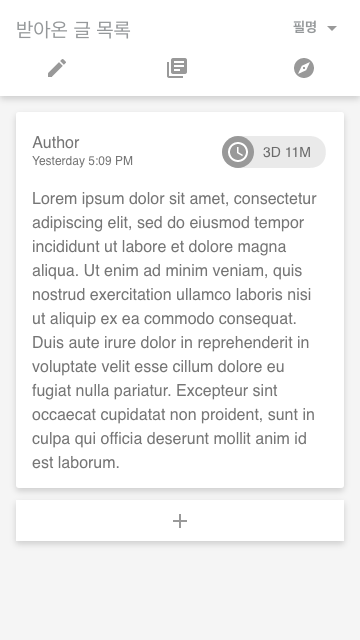 받아온 글 목록
필명
Author
Yesterday 5:09 PM
3D 11M
Lorem ipsum dolor sit amet, consectetur
adipiscing elit, sed do eiusmod tempor
incididunt ut labore et dolore magna
aliqua. Ut enim ad minim veniam, quis
nostrud exercitation ullamco laboris nisi
ut aliquip ex ea commodo consequat.
Duis aute irure dolor in reprehenderit in
voluptate velit esse cillum dolore eu
fugiat nulla pariatur. Excepteur sint
occaecat cupidatat non proident, sunt in
culpa qui officia deserunt mollit anim id
est laborum.